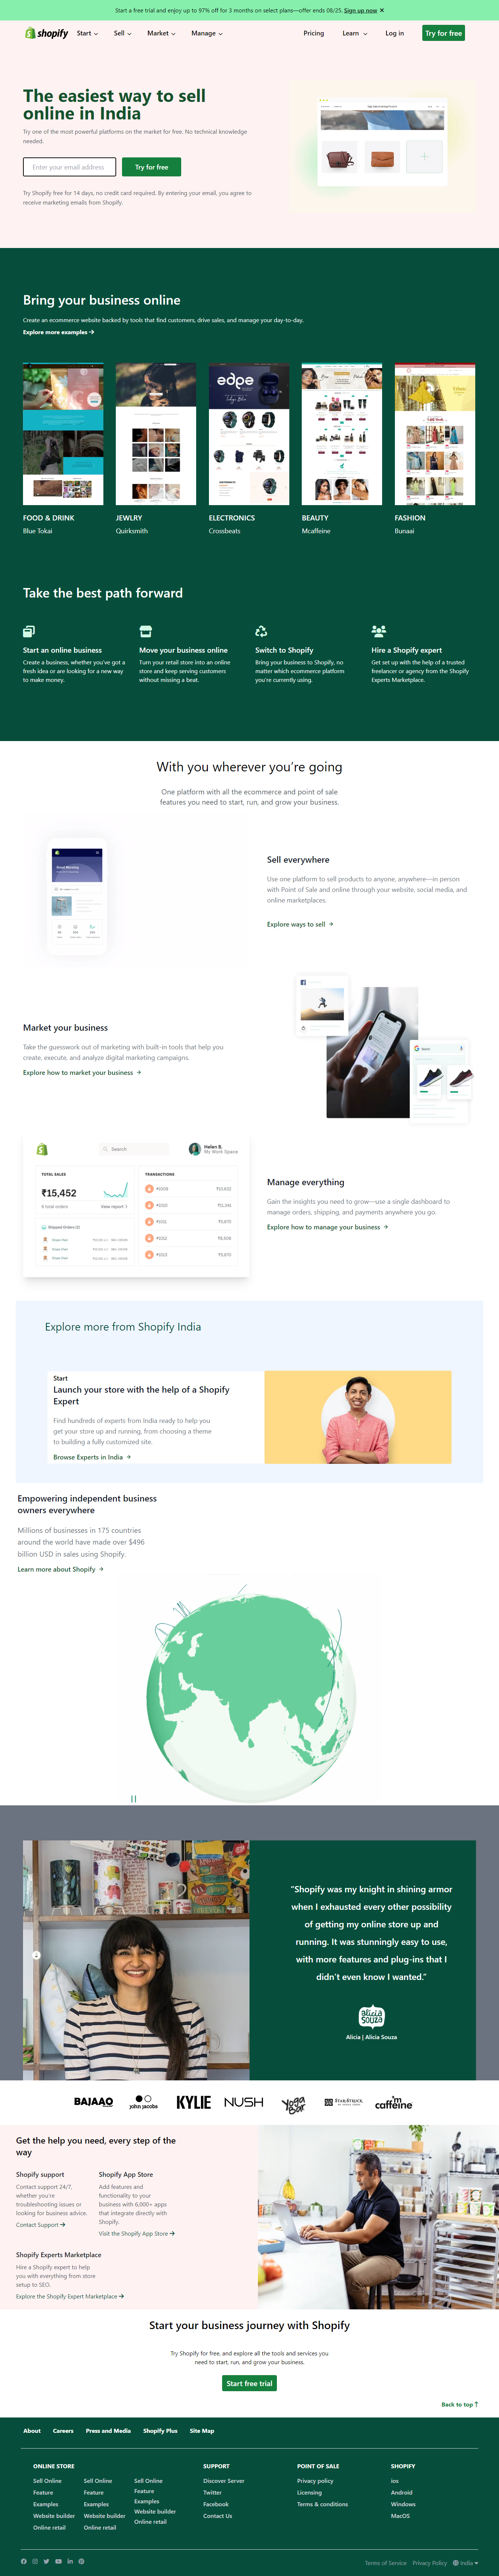 Start a free trial and enjoy up to 97% off for 3 months on select plans—offer ends 08/25. Sign up now ✕
shopify Start Sell Market Manage Pricing Learn Log in Try for free
The easiest way to sell
online in India
Try one of the most powerful platforms on the market for free. No technical knowledge
needed.
Enter your email address Try for free
Try Shopify free for 14 days, no credit card required. By entering your email, you agree to
receive marketing emails from Shopify.
Bring your business online
Create an ecommerce website backed by tools that find customers, drive sales, and manage your day-to-day.
Explore more examples →
edge
FOOD & DRINK
Blue Tokai
JEWLRY
Quirksmith
ELECTRONICS
Crossbeats
BEAUTY
Mcaffeine
FASHION
Bunaai
Take the best path forward
Start an online business
Create a business, whether you've got a
fresh idea or are looking for a new way
to make money.
Move your business online
Turn your retail store into an online
store and keep serving customers
without missing a beat.
Switch to Shopify
Bring your business to Shopify, no
matter which ecommerce platform
you're currently using.
Hire a Shopify expert
Get set up with the help of a trusted
freelancer or agency from the Shopify
Experts Marketplace.
With you wherever you're going
One platform with all the ecommerce and point of sale
features you need to start, run, and grow your business.
Good Morning
Sell everywhere
Use one platform to sell products to anyone, anywhere—in person
with Point of Sale and online through your website, social media, and
online marketplaces.
Explore ways to sell →
Market your business
Take the guesswork out of marketing with built-in tools that help you
create, execute, and analyze digital marketing campaigns.
Explore how to market your business →
Search
Helen B.
My Work Space
TOTAL SALES
₹15,452
6 total orders View report
Shipped Orders (2)
TRANSACTIONS
Manage everything
Gain the insights you need to grow—use a single dashboard to
manage orders, shipping, and payments anywhere you go.
Explore how to manage your business →
Explore more from Shopify India
Start
Launch your store with the help of a Shopify
Expert
Find hundreds of experts from India ready to help you
get your store up and running, from choosing a theme
to building a fully customized site.
Browse Experts in India →
Empowering independent business
owners everywhere
Millions of businesses in 175 countries
around the world have made over $496
billion USD in sales using Shopify.
Learn more about Shopify →
“Shopify was my knight in shining armor
when I exhausted every other possibility
of getting my online store up and
running. It was stunningly easy to use,
with more features and plug-ins that I
didn't even know I wanted.”
alicia
souza
Alicia | Alicia Souza
BAJAAO john jacobs KYLIE NUSH Yoga Bar STAR STRUCK m caffeine
Get the help you need, every step of the
way
Shopify support
Contact support 24/7,
whether you're
troubleshooting issues or
looking for business advice.
Contact Support →
Shopify App Store
Add features and
functionality to your
business with 6,000+ apps
that integrate directly with
Shopify.
Visit the Shopify App Store →
Shopify Experts Marketplace
Hire a Shopify expert to help
you with everything from store
setup to SEO.
Explore the Shopify Expert Marketplace →
Start your business journey with Shopify
Try Shopify for free, and explore all the tools and services you
need to start, run, and grow your business.
Start free trial
Back to top ↑
About Careers Press and Media Shopify Plus Site Map
ONLINE STORE
Sell Online
Feature
Examples
Website builder
Online retail
Sell Online
Feature
Examples
Website builder
Online retail
Sell Online
Feature
Examples
Website builder
Online retail
SUPPORT
Discover Server
Twitter
Facebook
Contact Us
POINT OF SALE
Privacy policy
Licensing
Terms & conditions
SHOPIFY
ios
Android
Windows
MacOS
Terms of Service Privacy Policy India